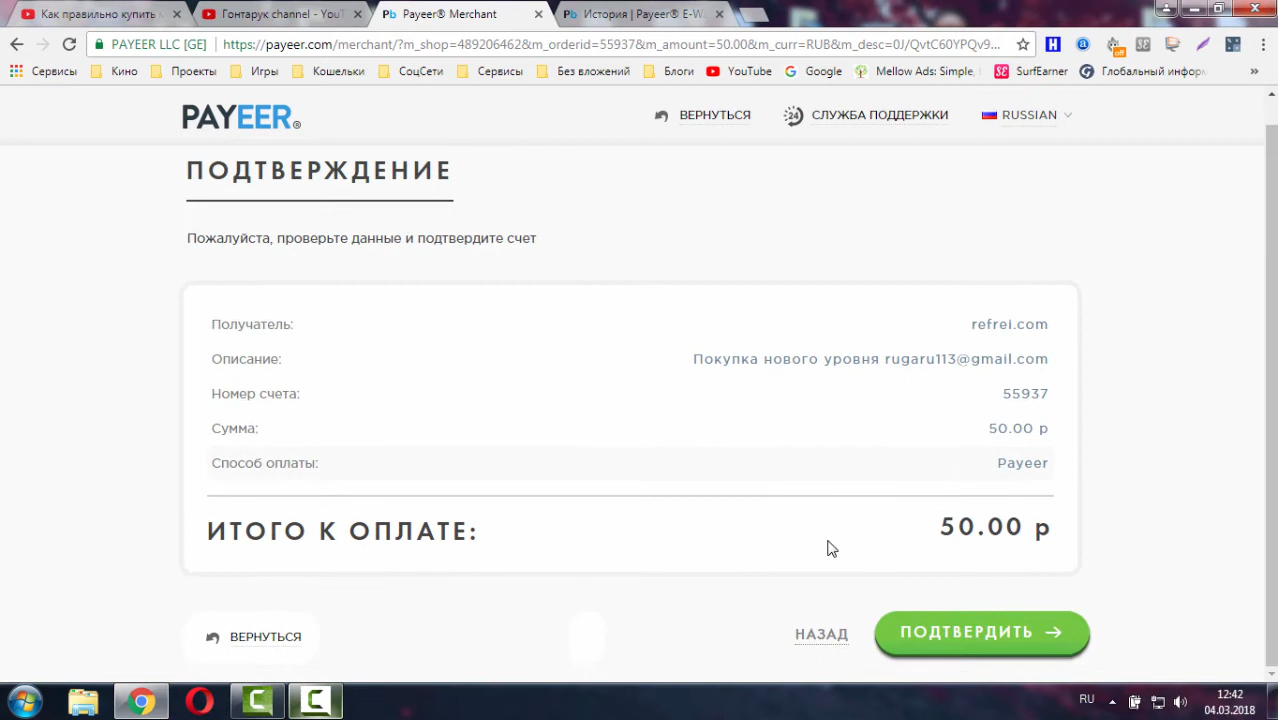 Как правильно купить
Гонтарук channel - YouT
Payeer® Merchant
История | Payeer® E-Wa
PAYEER LLC [GE]
https://payeer.com/merchant/?m_shop=489206462&m_orderid=55937&m_amount=50.00&m_curr=RUB&m_desc=0J/QvtC60YPQv9...
Сервисы
Кино
Проекты
Игры
Кошельки
СоцСети
Сервисы
Без вложений
Блоги
YouTube
Google
Mellow Ads: Simple,
SurfEarner
Глобальный инфор
»
PAYEER®
ВЕРНУТЬСЯ
24
СЛУЖБА ПОДДЕРЖКИ
RUSSIAN
ПОДТВЕРЖДЕНИЕ
Пожалуйста, проверьте данные и подтвердите счет
Получатель: refrei.com
Описание: Покупка нового уровня rugaru113@gmail.com
Номер счета: 55937
Сумма: 50.00 р
Способ оплаты: Payeer
ИТОГО К ОПЛАТЕ: 50.00 р
ВЕРНУТЬСЯ
НАЗАД
ПОДТВЕРДИТЬ
RU
12:42
04.03.2018